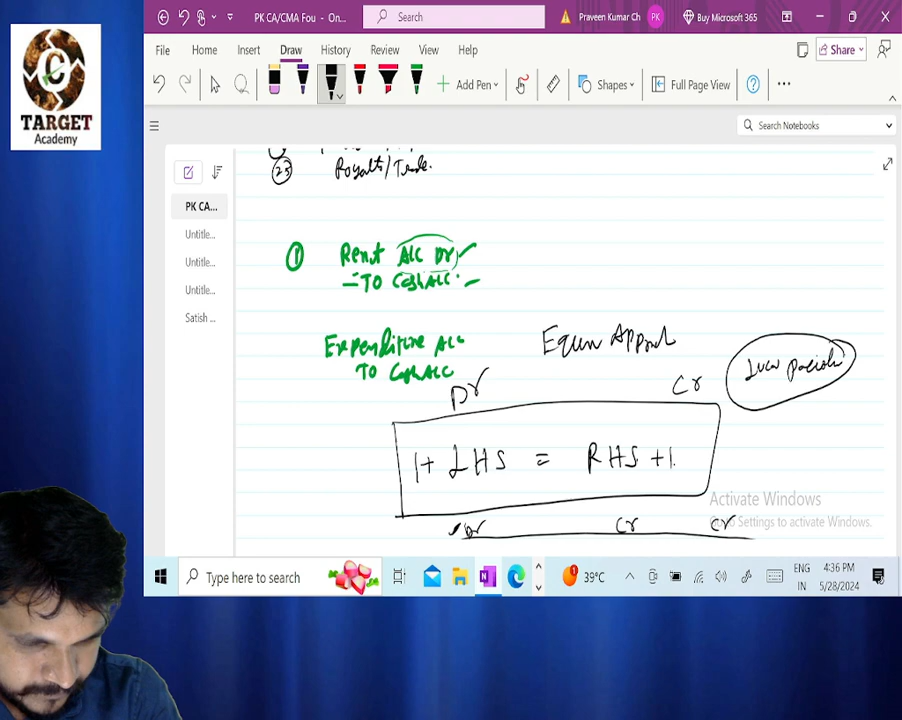 PK CA/CMA Fou - On...
Search
Praveen Kumar Ch
PK
Buy Microsoft 365
File
Home
Insert
Draw
History
Review
View
Help
Share
Add Pen
Shapes
Full Page View
TARGET
Academy
Search Notebooks
PK CA...
Untitle...
Untitle...
Untitle...
Satish ...
23 Royalts/Trade.
1 Rent A/C Dr
- TO Cash A/C.
Expenditure A/C
TO Cash A/C
Dr
Cr
1+ LHS = RHS +1.
Dr Cr Cr
Activate Windows
Go to Settings to activate Windows.
Type here to search
39°C
ENG
IN
4:36 PM
5/28/2024